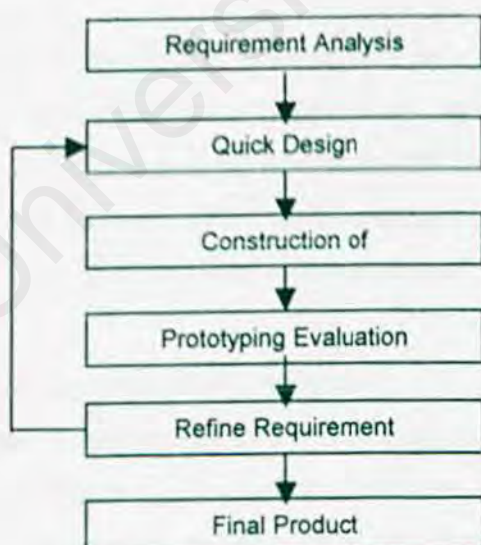 Requirement Analysis
Quick Design
Construction of
Prototyping Evaluation
Refine Requirement
Final Product